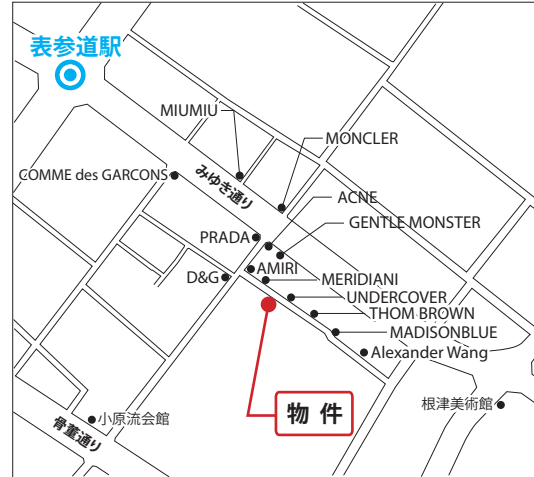 表参道駅
MIUMIU
MONCLER
COMME des GARCONS
みゆき通り
ACNE
GENTLE MONSTER
PRADA
AMIRI
MERIDIANI
D&G
UNDERCOVER
THOM BROWN
MADISONBLUE
Alexander Wang
物件
根津美術館
小原流会館
骨董通り